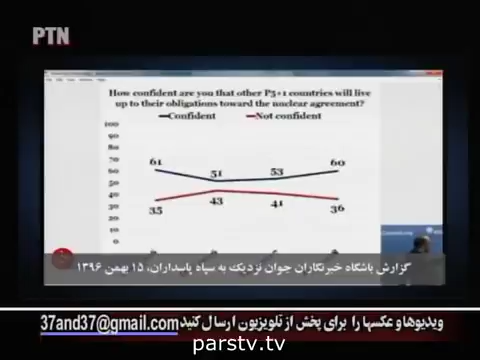 PTN
How confident are you that other P5+1 countries will live
up to their obligations toward the nuclear agreement?
Confident Not confident
100
90
80
70
60
50
40
30
20
10
0
61 51 53 60
35 43 41 36
گزارش باشگاه خبرنگاران جوان نزدیک به سپاه پاسداران، ۱۵ بهمن ۱۳۹۶
ویدیوها و عکسها را برای پخش از تلویزیون ارسال کنید 37and37@gmail.com
parstv.tv